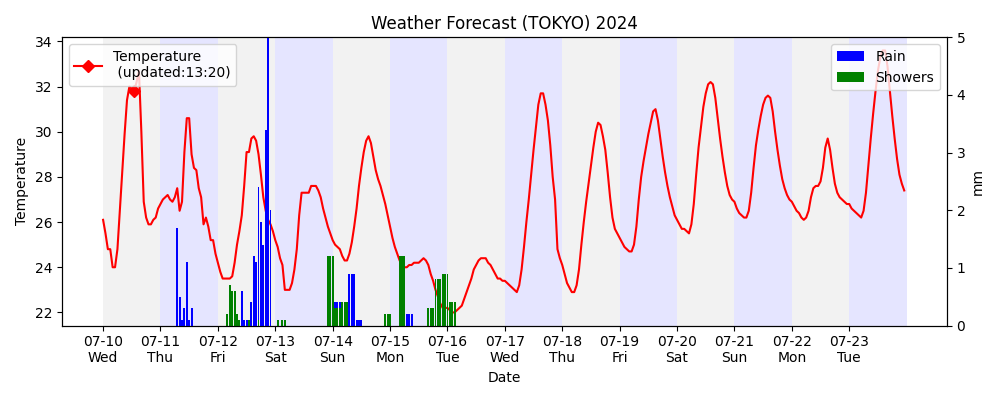 Weather Forecast (TOKYO) 2024
Temperature
(updated:13:20)
Rain
Showers
34
32
30
28
26
24
22
Temperature
5
4
3
2
1
0
mm
07-10 07-11 07-12 07-13 07-14 07-15 07-16 07-17 07-18 07-19 07-20 07-21 07-22 07-23
Wed Thu Fri Sat Sun Mon Tue Wed Thu Fri Sat Sun Mon Tue
Date